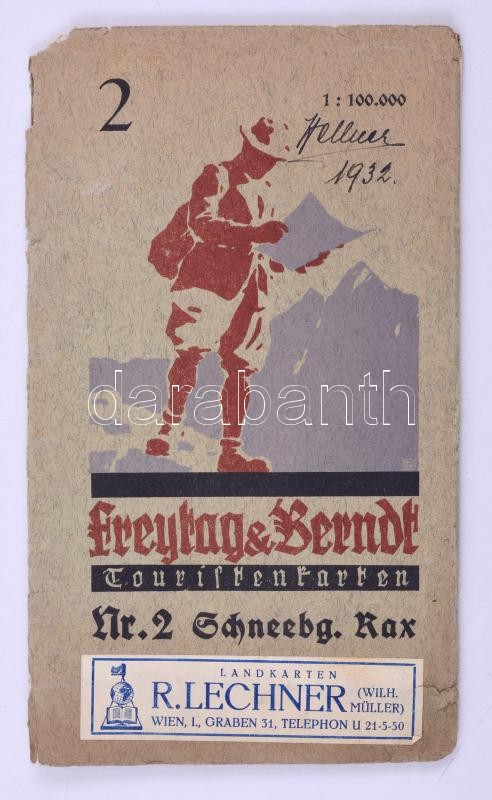 2
1 : 100.000
Hellner
1932.
darabanth
Freytag & Berndt
Touristenkarten
Nr. 2 Schneebg. Rax
LANDKARTEN
R. LECHNER (WILH. MÜLLER)
WIEN, I., GRABEN 31, TELEPHON U 21-5-50